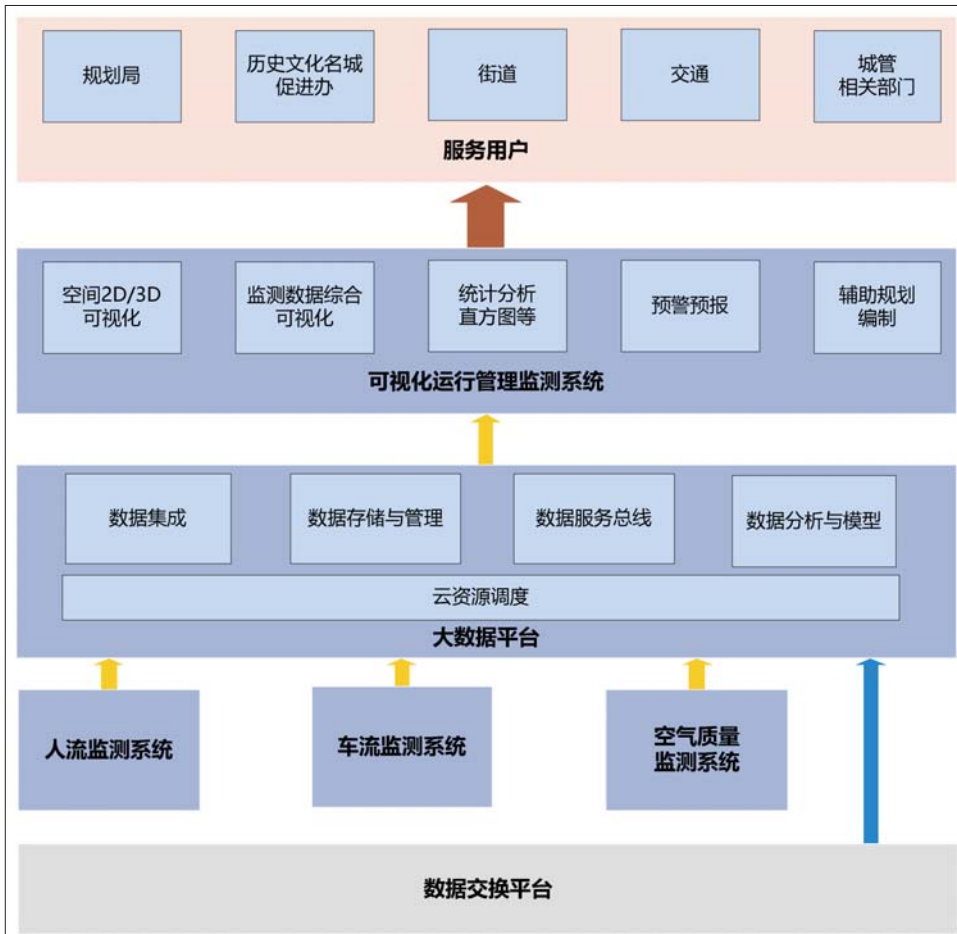 规划局
历史文化名城
促进办
街道
交通
城管
相关部门
服务用户
空间2D/3D
可视化
监测数据综合
可视化
统计分析
直方图等
预警预报
辅助规划
编制
可视化运行管理监测系统
数据集成
数据存储与管理
数据服务总线
数据分析与模型
云资源调度
大数据平台
人流监测系统
车流监测系统
空气质量
监测系统
数据交换平台